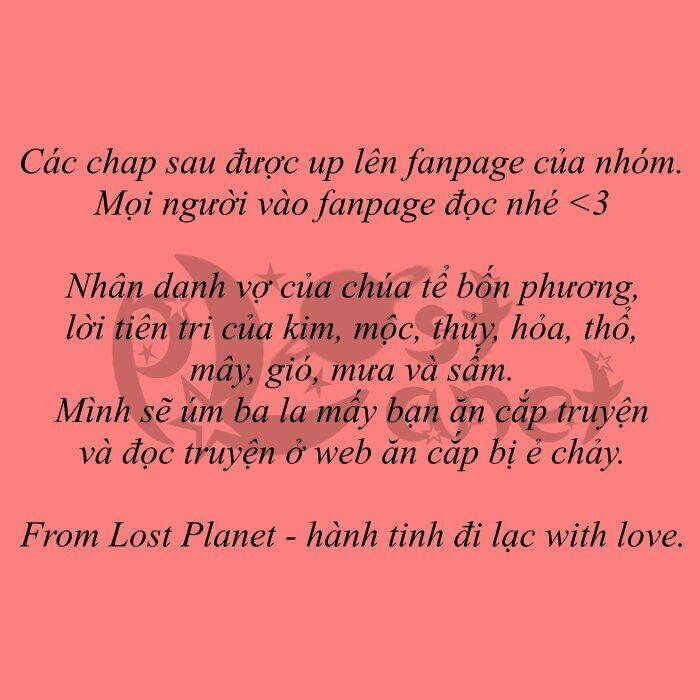 Các chap sau được up lên fanpage của nhóm.
Mọi người vào fanpage đọc nhé <3
Nhân danh vợ của chúa tể bốn phương,
lời tiên tri của kim, mộc, thủy, hỏa, thổ,
mây, gió, mưa và sấm.
Mình sẽ úm ba la mấy bạn ăn cắp truyện
và đọc truyện ở web ăn cắp bị ẻ chảy.
From Lost Planet - hành tinh đi lạc with love.
Lost
Planet